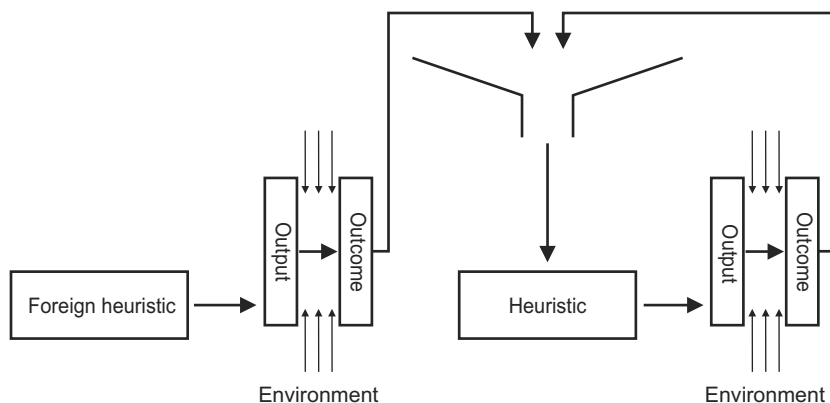 Foreign heuristic
Output
Outcome
Environment
Heuristic
Output
Outcome
Environment